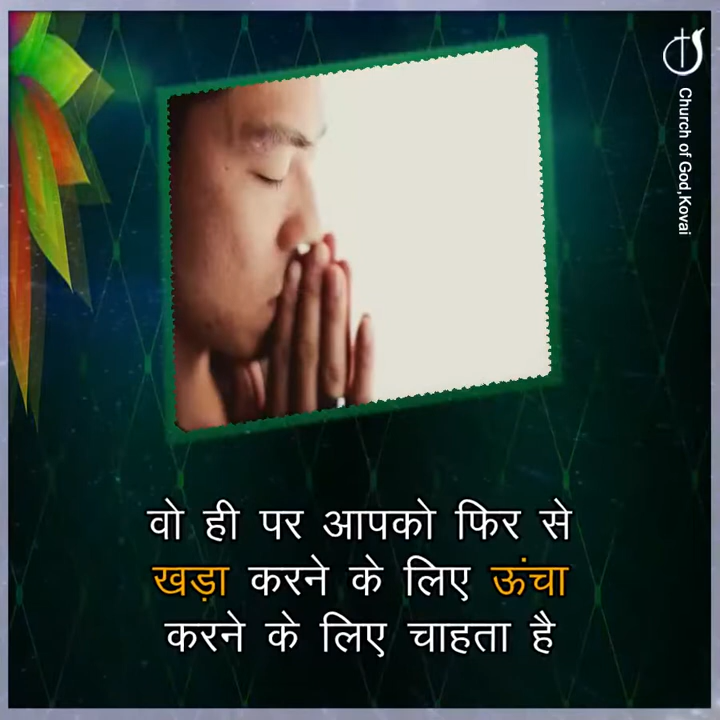 Church of God,Kovai
वो ही पर आपको फिर से
खड़ा करने के लिए ऊंचा
करने के लिए चाहता है